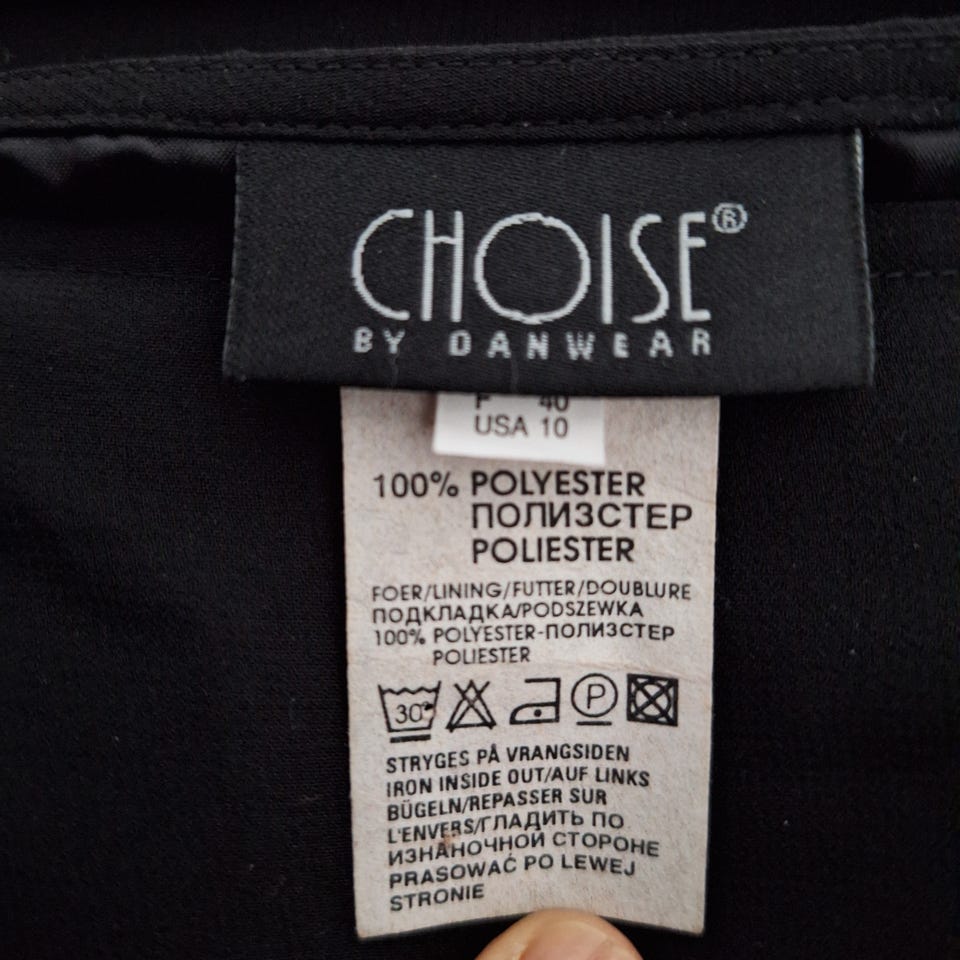 CHOISE®
BY DANWEAR
F 40
USA 10
100% POLYESTER
ПОЛИЗСТЕР
POLIESTER
FOER/LINING/FUTTER/DOUBLURE
ПОДКЛАДКА/PODSZEWKA
100% POLYESTER-ПОЛИЗСТЕР
POLIESTER
30° P
STRYGES PÅ VRANGSIDEN
IRON INSIDE OUT/AUF LINKS
BÜGELN/REPASSER SUR
L'ENVERS/ГЛАДИТЬ ПО
ИЗНАНОЧНОЙ СТОРОНЕ
PRASOWAĆ PO LEWEJ
STRONIE